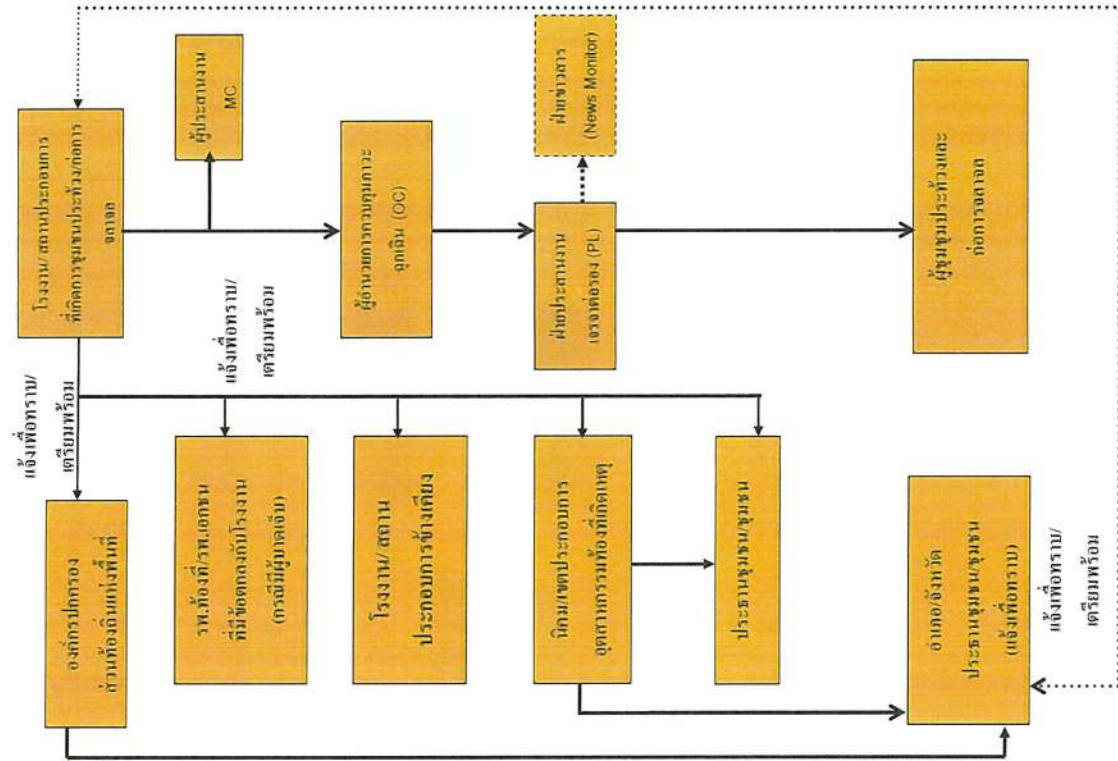 โรงงาน/ สถานประกอบการ
ที่เกิดการชุมนุมประท้วง/ก่อการ
จลาจล
ผู้ประสานงาน
MC
ผู้อำนวยการควบคุมภาวะ
ฉุกเฉิน (OC)
ฝ่ายประสานงาน
เจรจาต่อรอง (PL)
ฝ่ายข่าวสาร
(News Monitor)
ผู้ชุมนุมประท้วงและ
ก่อการจลาจล
แจ้งเพื่อทราบ/
เตรียมพร้อม
แจ้งเพื่อทราบ/
เตรียมพร้อม
องค์กรปกครอง
ส่วนท้องถิ่นแห่งพื้นที่
รพ.ท้องที่/รพ.เอกชน
ที่มีข้อตกลงกับโรงงาน
(กรณีมีผู้บาดเจ็บ)
โรงงาน/ สถาน
ประกอบการข้างเคียง
นิคม/เขตประกอบการ
อุตสาหกรรมท้องที่เกิดเหตุ
ประธานชุมชน/ชุมชน
อำเภอ/จังหวัด
ประธานชุมชน/ชุมชน
(แจ้งเพื่อทราบ)
แจ้งเพื่อทราบ/
เตรียมพร้อม